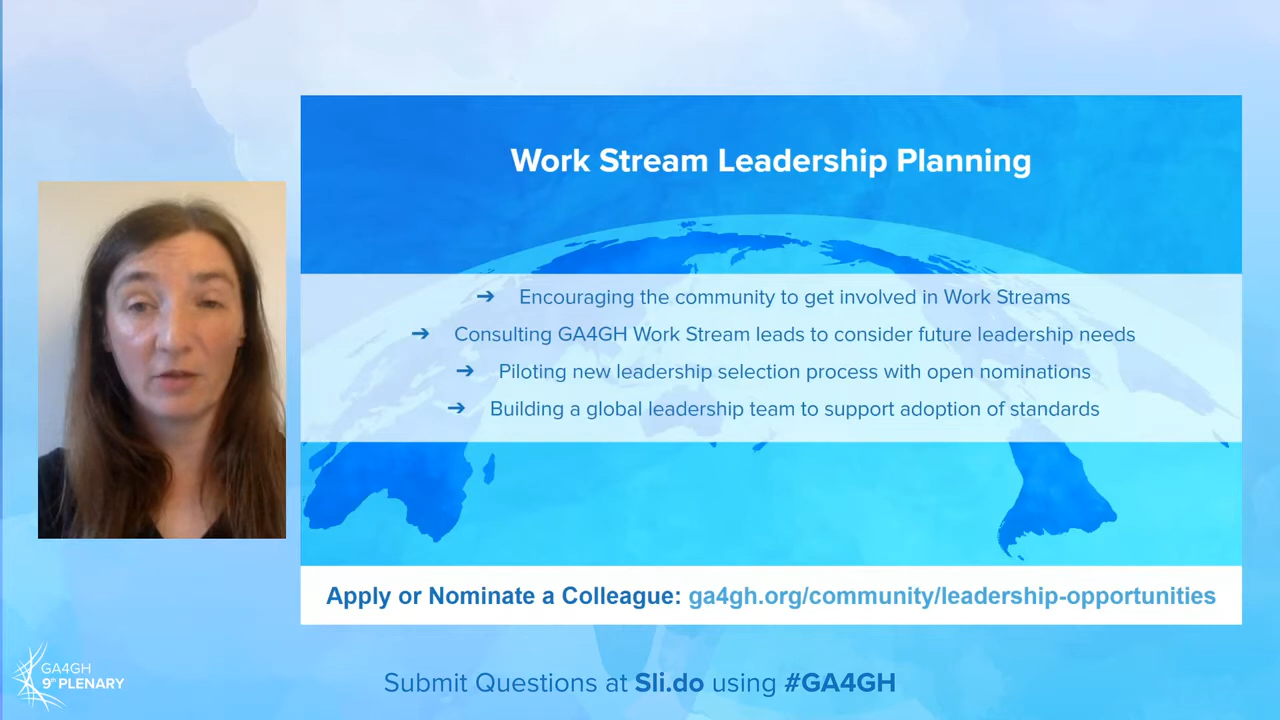 Work Stream Leadership Planning
➔ Encouraging the community to get involved in Work Streams
➔ Consulting GA4GH Work Stream leads to consider future leadership needs
➔ Piloting new leadership selection process with open nominations
➔ Building a global leadership team to support adoption of standards
Apply or Nominate a Colleague: ga4gh.org/community/leadership-opportunities
GA4GH
9th PLENARY
Submit Questions at Sli.do using #GA4GH